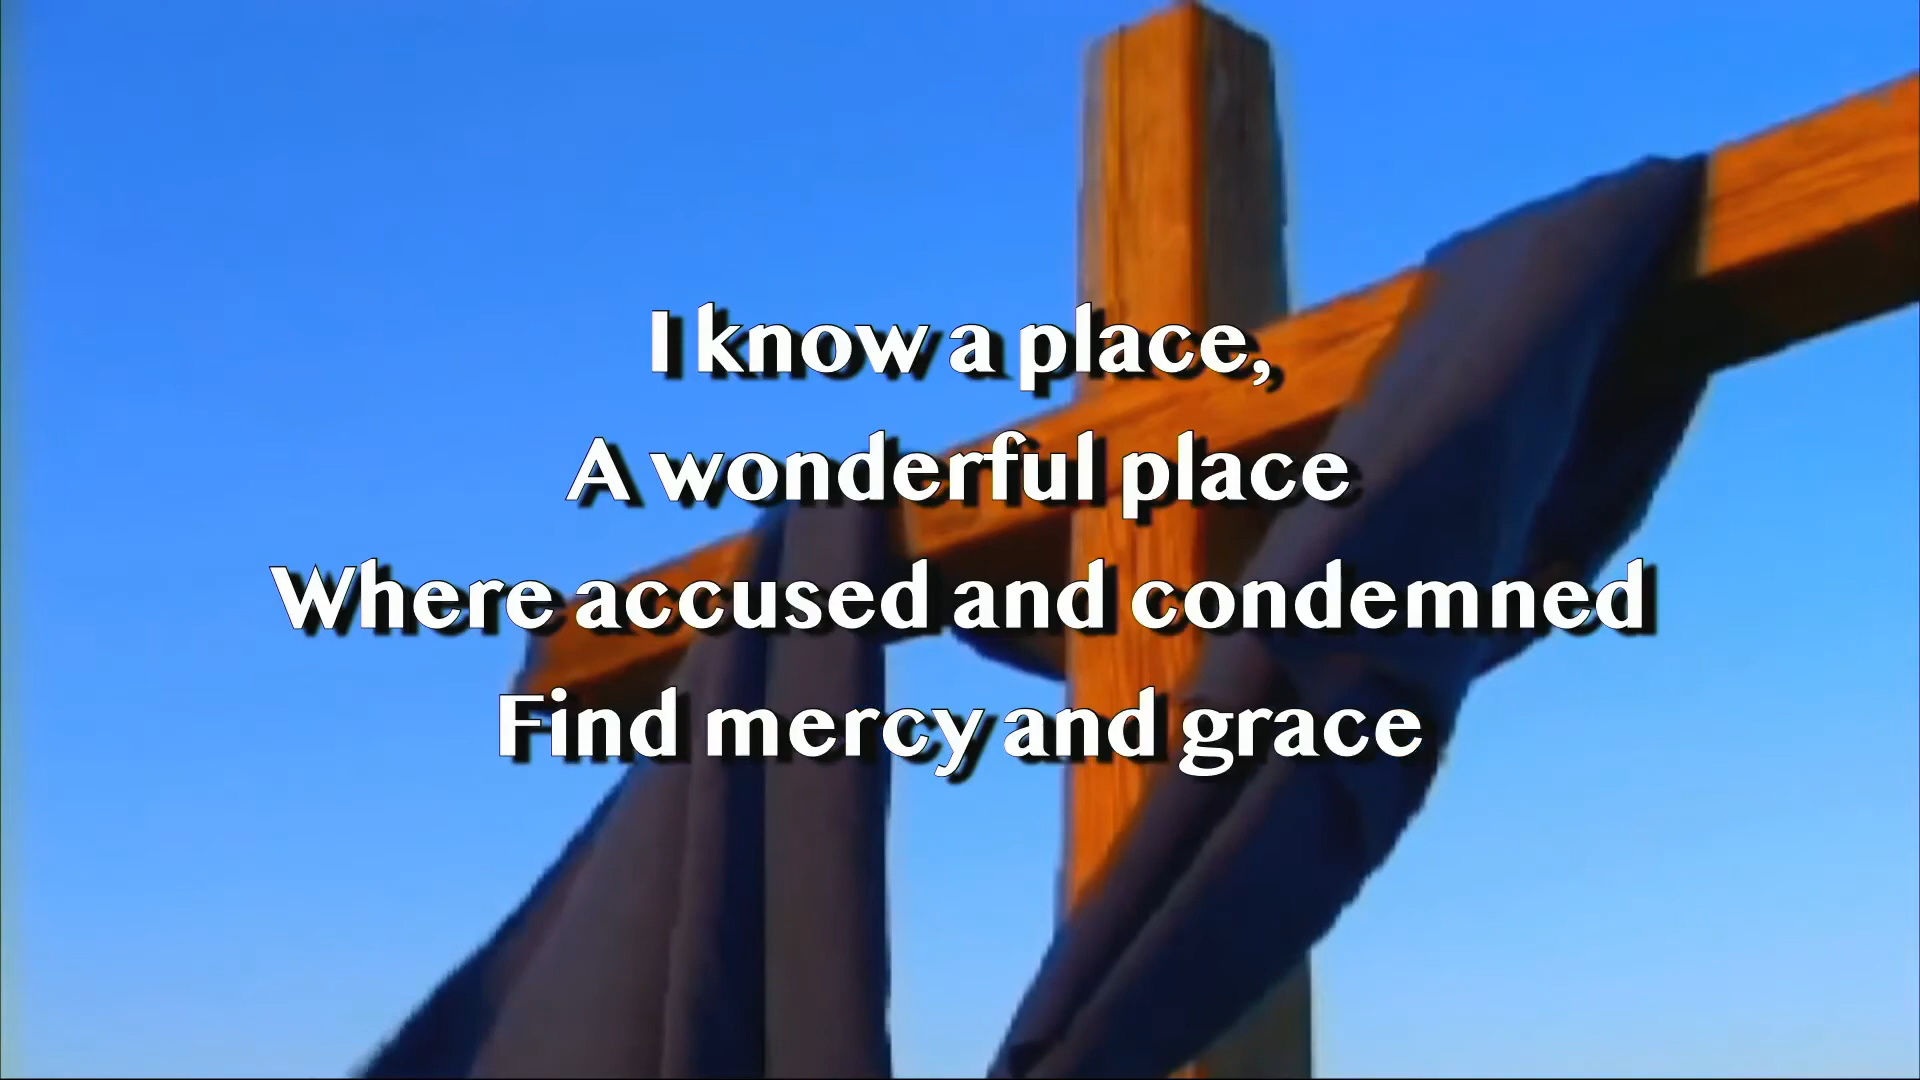 I know a place,
A wonderful place
Where accused and condemned
Find mercy and grace